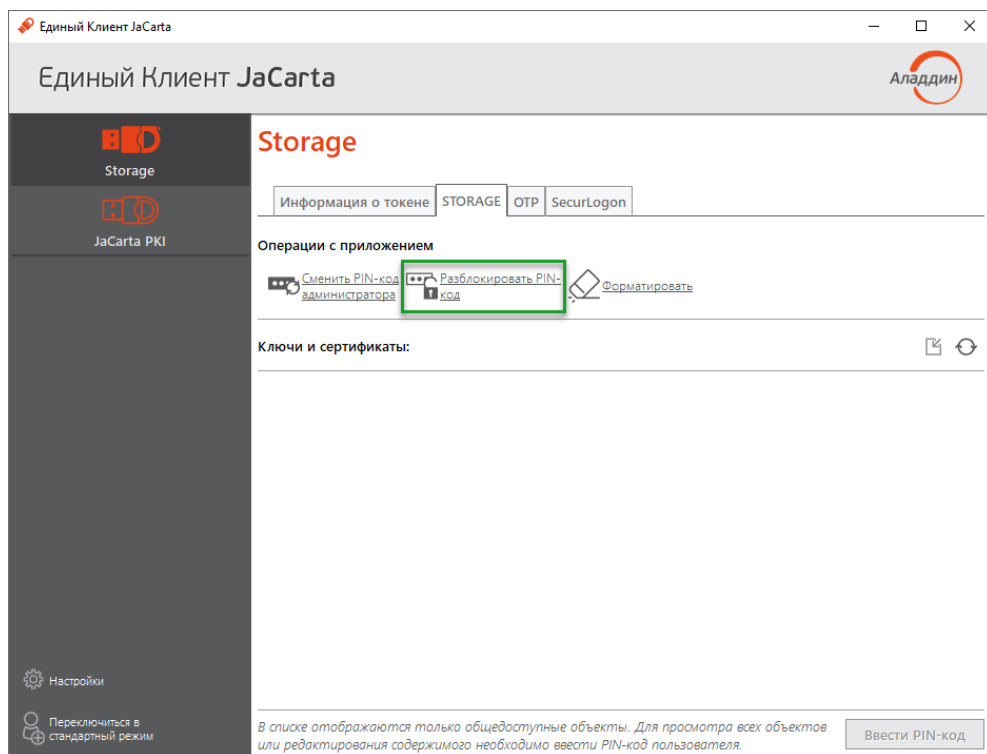 Единый Клиент JaCarta
Единый Клиент JaCarta
Аладдин
Storage
JaCarta PKI
Storage
Информация о токене STORAGE OTP SecurLogon
Операции с приложением
Сменить PIN-код
администратора
Разблокировать PIN-
код
Форматировать
Ключи и сертификаты:
Настройки
Переключиться в
стандартный режим
В списке отображаются только общедоступные объекты. Для просмотра всех объектов
или редактирования содержимого необходимо ввести PIN-код пользователя.
Ввести PIN-код